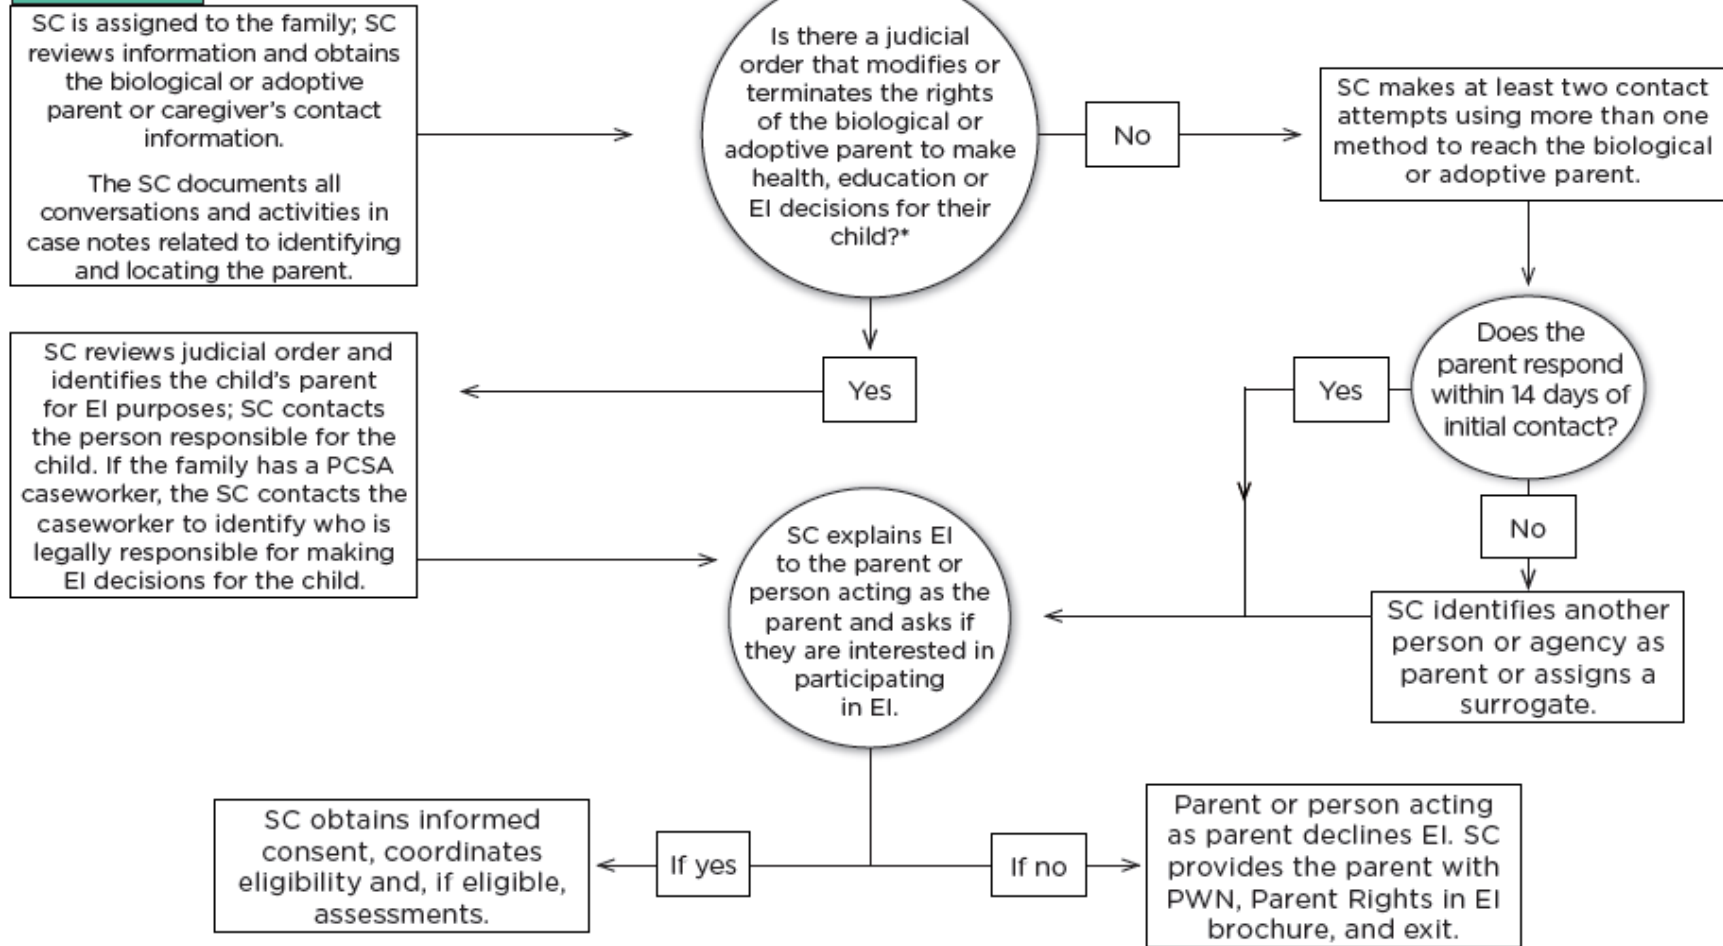 SC is assigned to the family; SC
reviews information and obtains
the biological or adoptive
parent or caregiver’s contact
information.
The SC documents all
conversations and activities in
case notes related to identifying
and locating the parent.
Is there a judicial
order that modifies or
terminates the rights
of the biological or
adoptive parent to make
health, education or
EI decisions for their
child?*
No
SC makes at least two contact
attempts using more than one
method to reach the biological
or adoptive parent.
Yes
SC reviews judicial order and
identifies the child’s parent
for EI purposes; SC contacts
the person responsible for the
child. If the family has a PCSA
caseworker, the SC contacts the
caseworker to identify who is
legally responsible for making
EI decisions for the child.
Does the
parent respond
within 14 days of
initial contact?
Yes
No
SC identifies another
person or agency as
parent or assigns a
surrogate.
SC explains EI
to the parent or
person acting as the
parent and asks if
they are interested in
participating
in EI.
If yes
SC obtains informed
consent, coordinates
eligibility and, if eligible,
assessments.
If no
Parent or person acting
as parent declines EI. SC
provides the parent with
PWN, Parent Rights in EI
brochure, and exit.